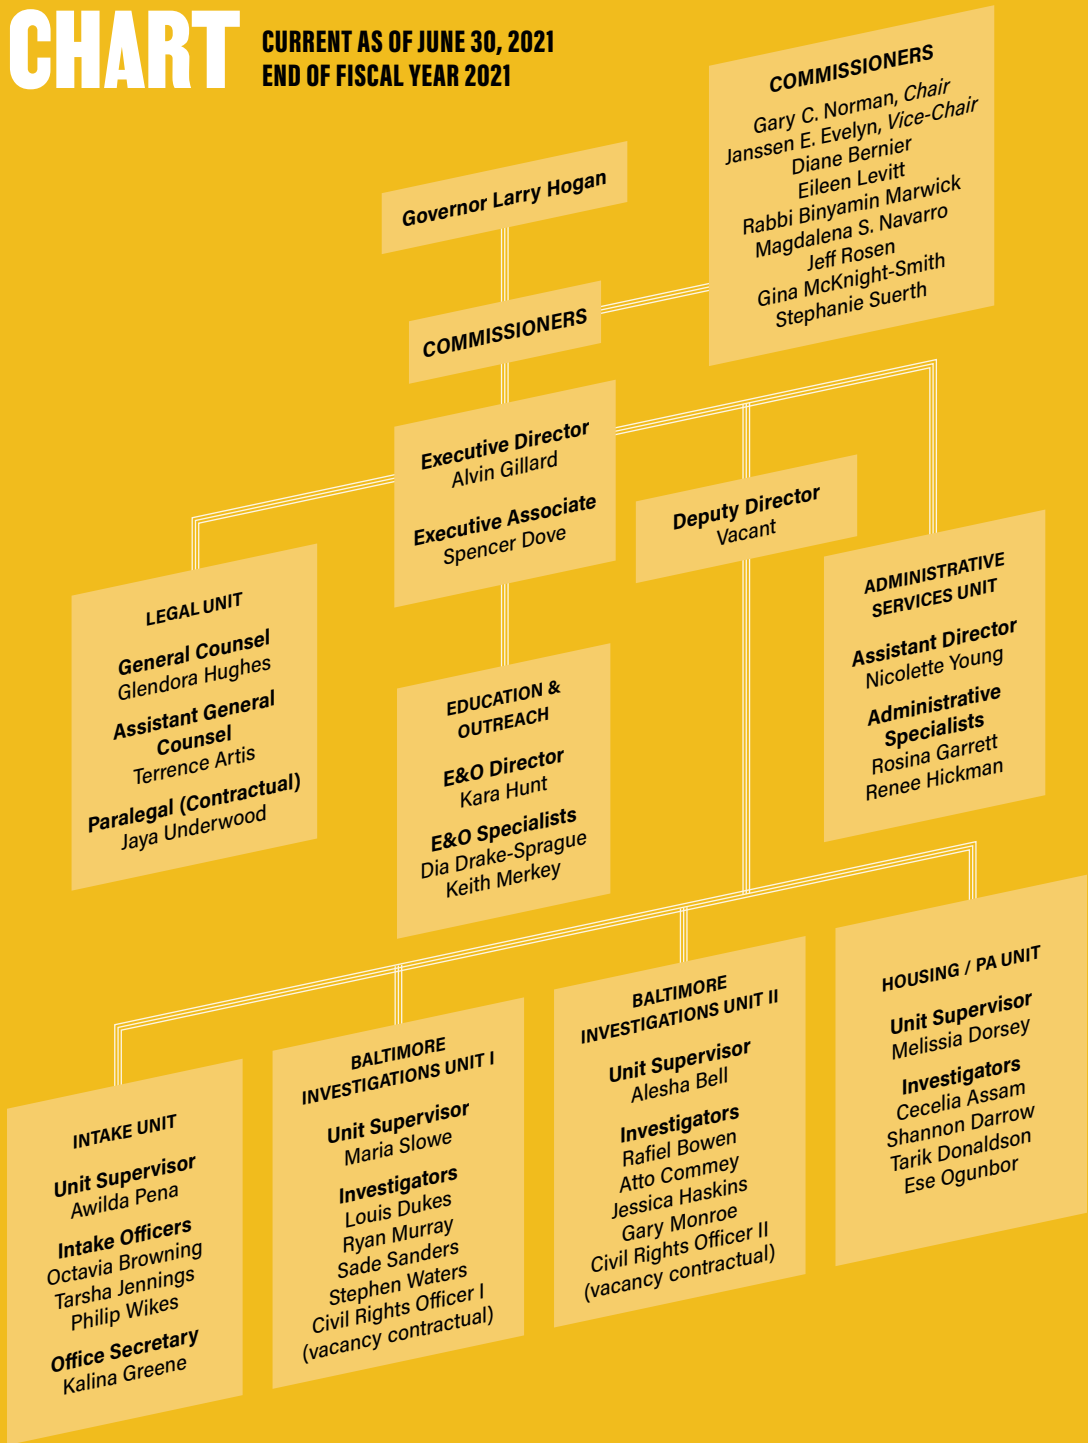 CHART
CURRENT AS OF JUNE 30, 2021
END OF FISCAL YEAR 2021
COMMISSIONERS
Gary C. Norman, Chair
Janssen E. Evelyn, Vice-Chair
Diane Bernier
Eileen Levitt
Rabbi Binyamin Marwick
Magdalena S. Navarro
Jeff Rosen
Gina McKnight-Smith
Stephanie Suerth
Governor Larry Hogan
COMMISSIONERS
Executive Director
Alvin Gillard
Executive Associate
Spencer Dove
Deputy Director
Vacant
ADMINISTRATIVE
SERVICES UNIT
Assistant Director
Nicolette Young
Administrative
Specialists
Rosina Garrett
Renee Hickman
LEGAL UNIT
General Counsel
Glendora Hughes
Assistant General
Counsel
Terrence Artis
Paralegal (Contractual)
Jaya Underwood
EDUCATION &
OUTREACH
E&O Director
Kara Hunt
E&O Specialists
Dia Drake-Sprague
Keith Merkey
INTAKE UNIT
Unit Supervisor
Awilda Pena
Intake Officers
Octavia Browning
Tarsha Jennings
Philip Wikes
Office Secretary
Kalina Greene
BALTIMORE
INVESTIGATIONS UNIT I
Unit Supervisor
Maria Slowe
Investigators
Louis Dukes
Ryan Murray
Sade Sanders
Stephen Waters
Civil Rights Officer I
(vacancy contractual)
BALTIMORE
INVESTIGATIONS UNIT II
Unit Supervisor
Alesha Bell
Investigators
Rafiel Bowen
Atto Commey
Jessica Haskins
Gary Monroe
Civil Rights Officer II
(vacancy contractual)
HOUSING / PA UNIT
Unit Supervisor
Melissia Dorsey
Investigators
Cecelia Assam
Shannon Darrow
Tarik Donaldson
Ese Ogunbor